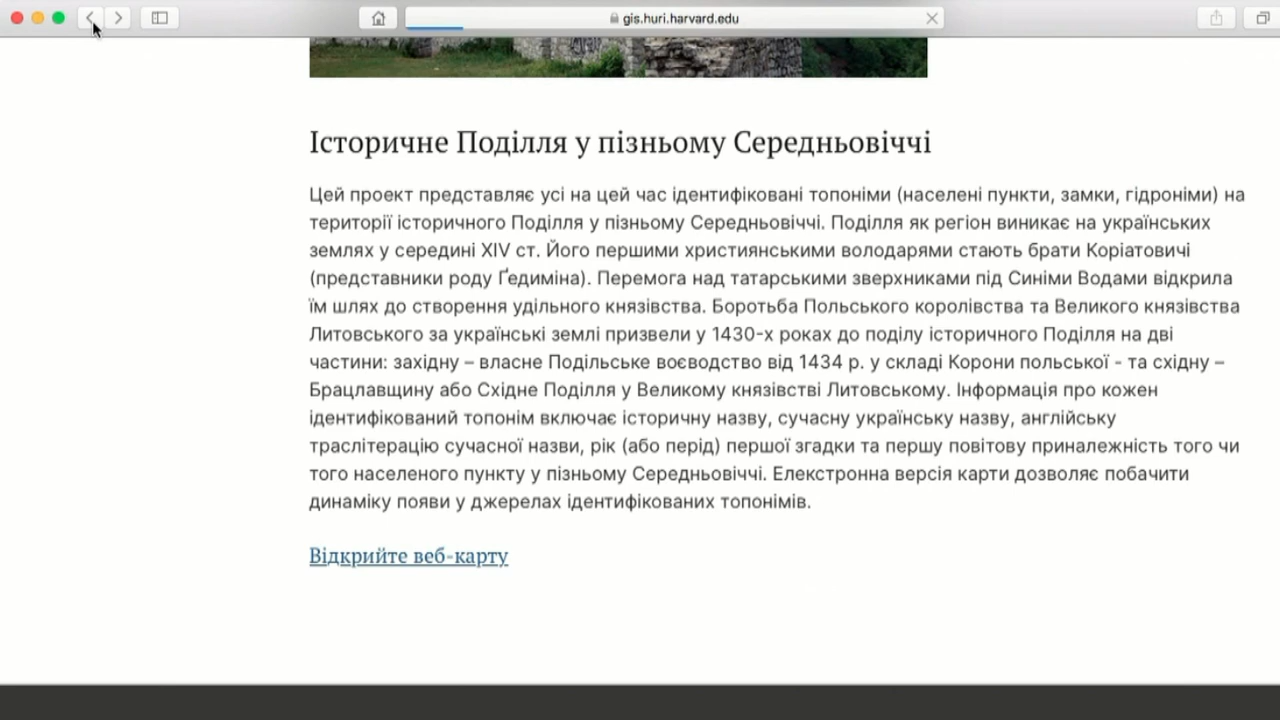 gis.huri.harvard.edu
Історичне Поділля у пізньому Середньовіччі
Цей проект представляє усі на цей час ідентифіковані топоніми (населені пункти, замки, гідроніми) на
території історичного Поділля у пізньому Середньовіччі. Поділля як регіон виникає на українських
землях у середині XIV ст. Його першими християнськими володарями стають брати Коріатовичі
(представники роду Ґедиміна). Перемога над татарськими зверхниками під Синіми Водами відкрила
їм шлях до створення удільного князівства. Боротьба Польського королівства та Великого князівства
Литовського за українські землі призвели у 1430-х роках до поділу історичного Поділля на дві
частини: західну – власне Подільське воєводство від 1434 р. у складі Корони польської - та східну –
Брацлавщину або Східне Поділля у Великому князівстві Литовському. Інформація про кожен
ідентифікований топонім включає історичну назву, сучасну українську назву, англійську
траслітерацію сучасної назви, рік (або перід) першої згадки та першу повітову приналежність того чи
того населеного пункту у пізньому Середньовіччі. Електронна версія карти дозволяє побачити
динаміку появи у джерелах ідентифікованих топонімів.
Відкрийте веб-карту